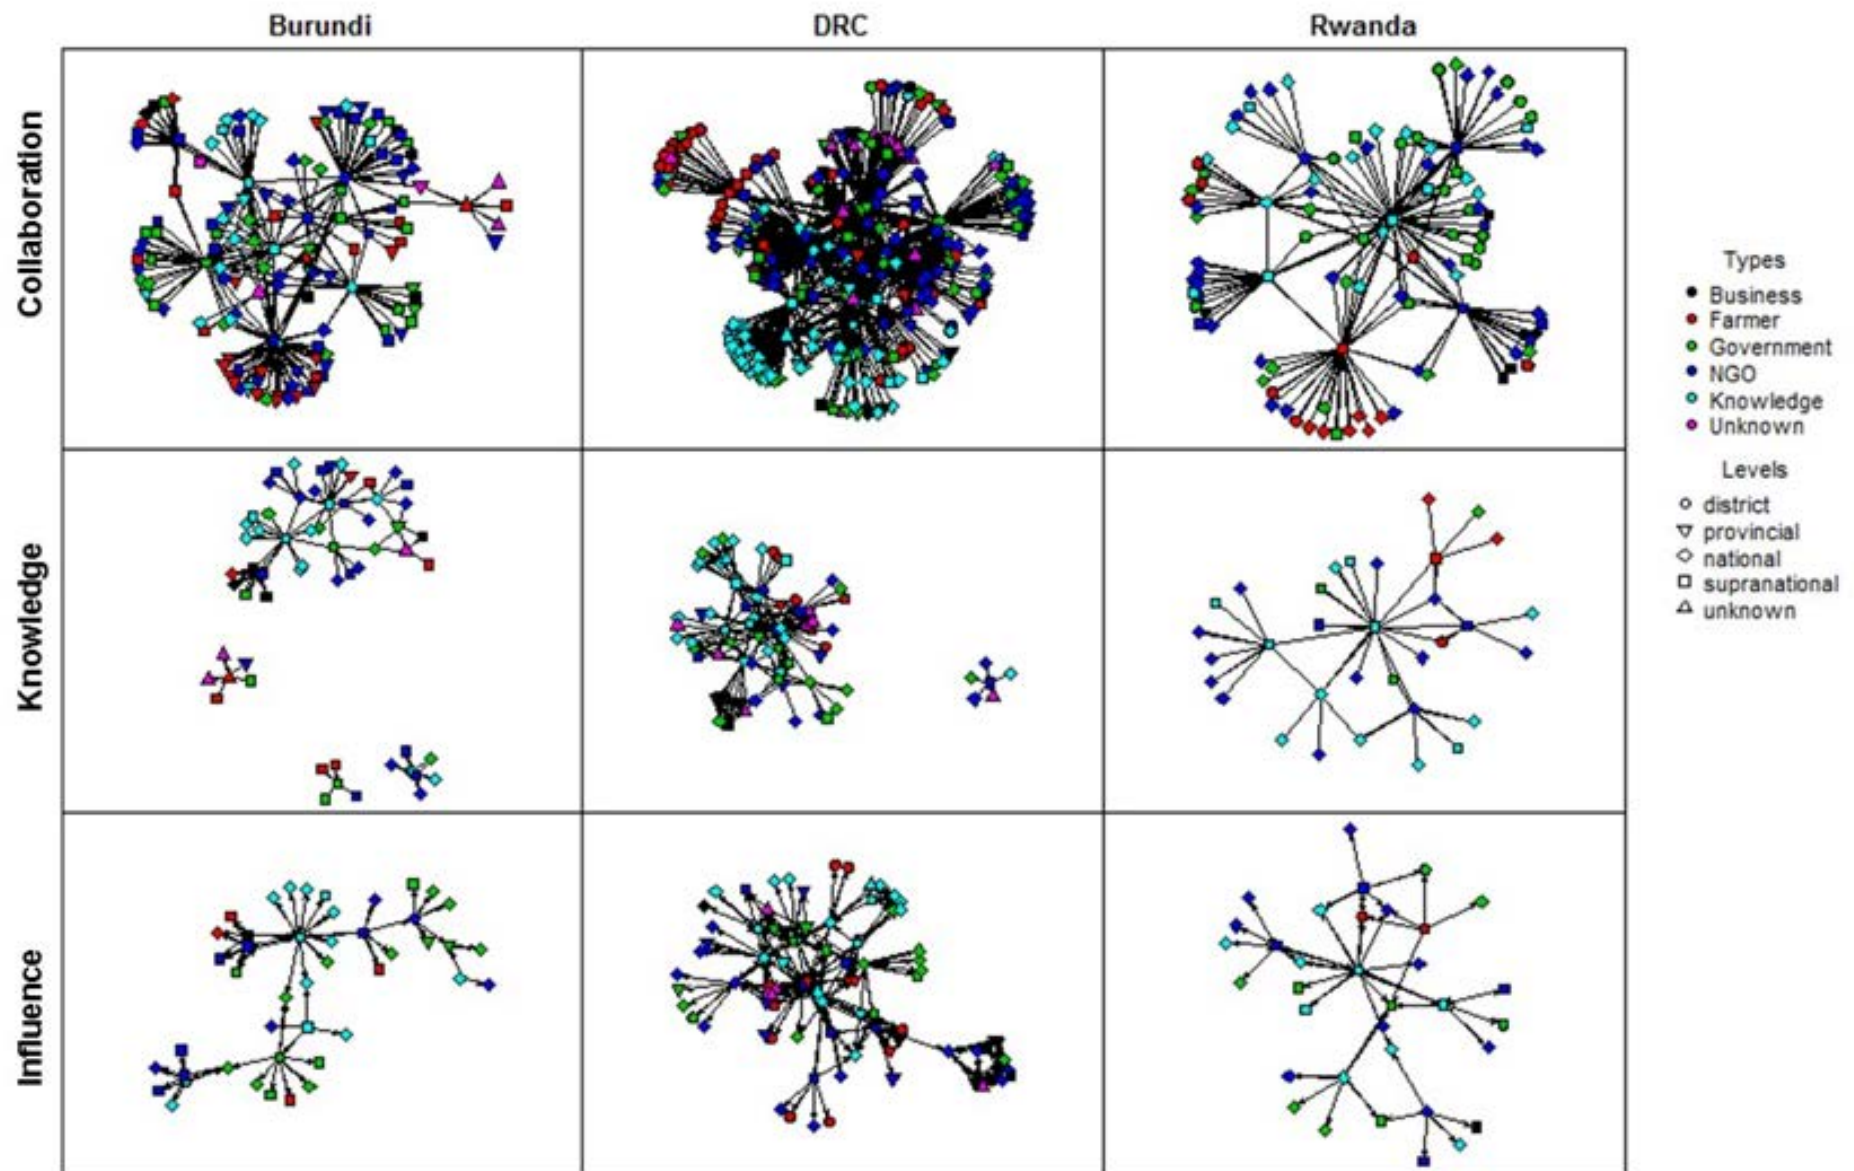 Burundi DRC Rwanda
Collaboration
Knowledge
Influence
Types
Business
Farmer
Government
NGO
Knowledge
Unknown
Levels
district
provincial
national
supranational
unknown